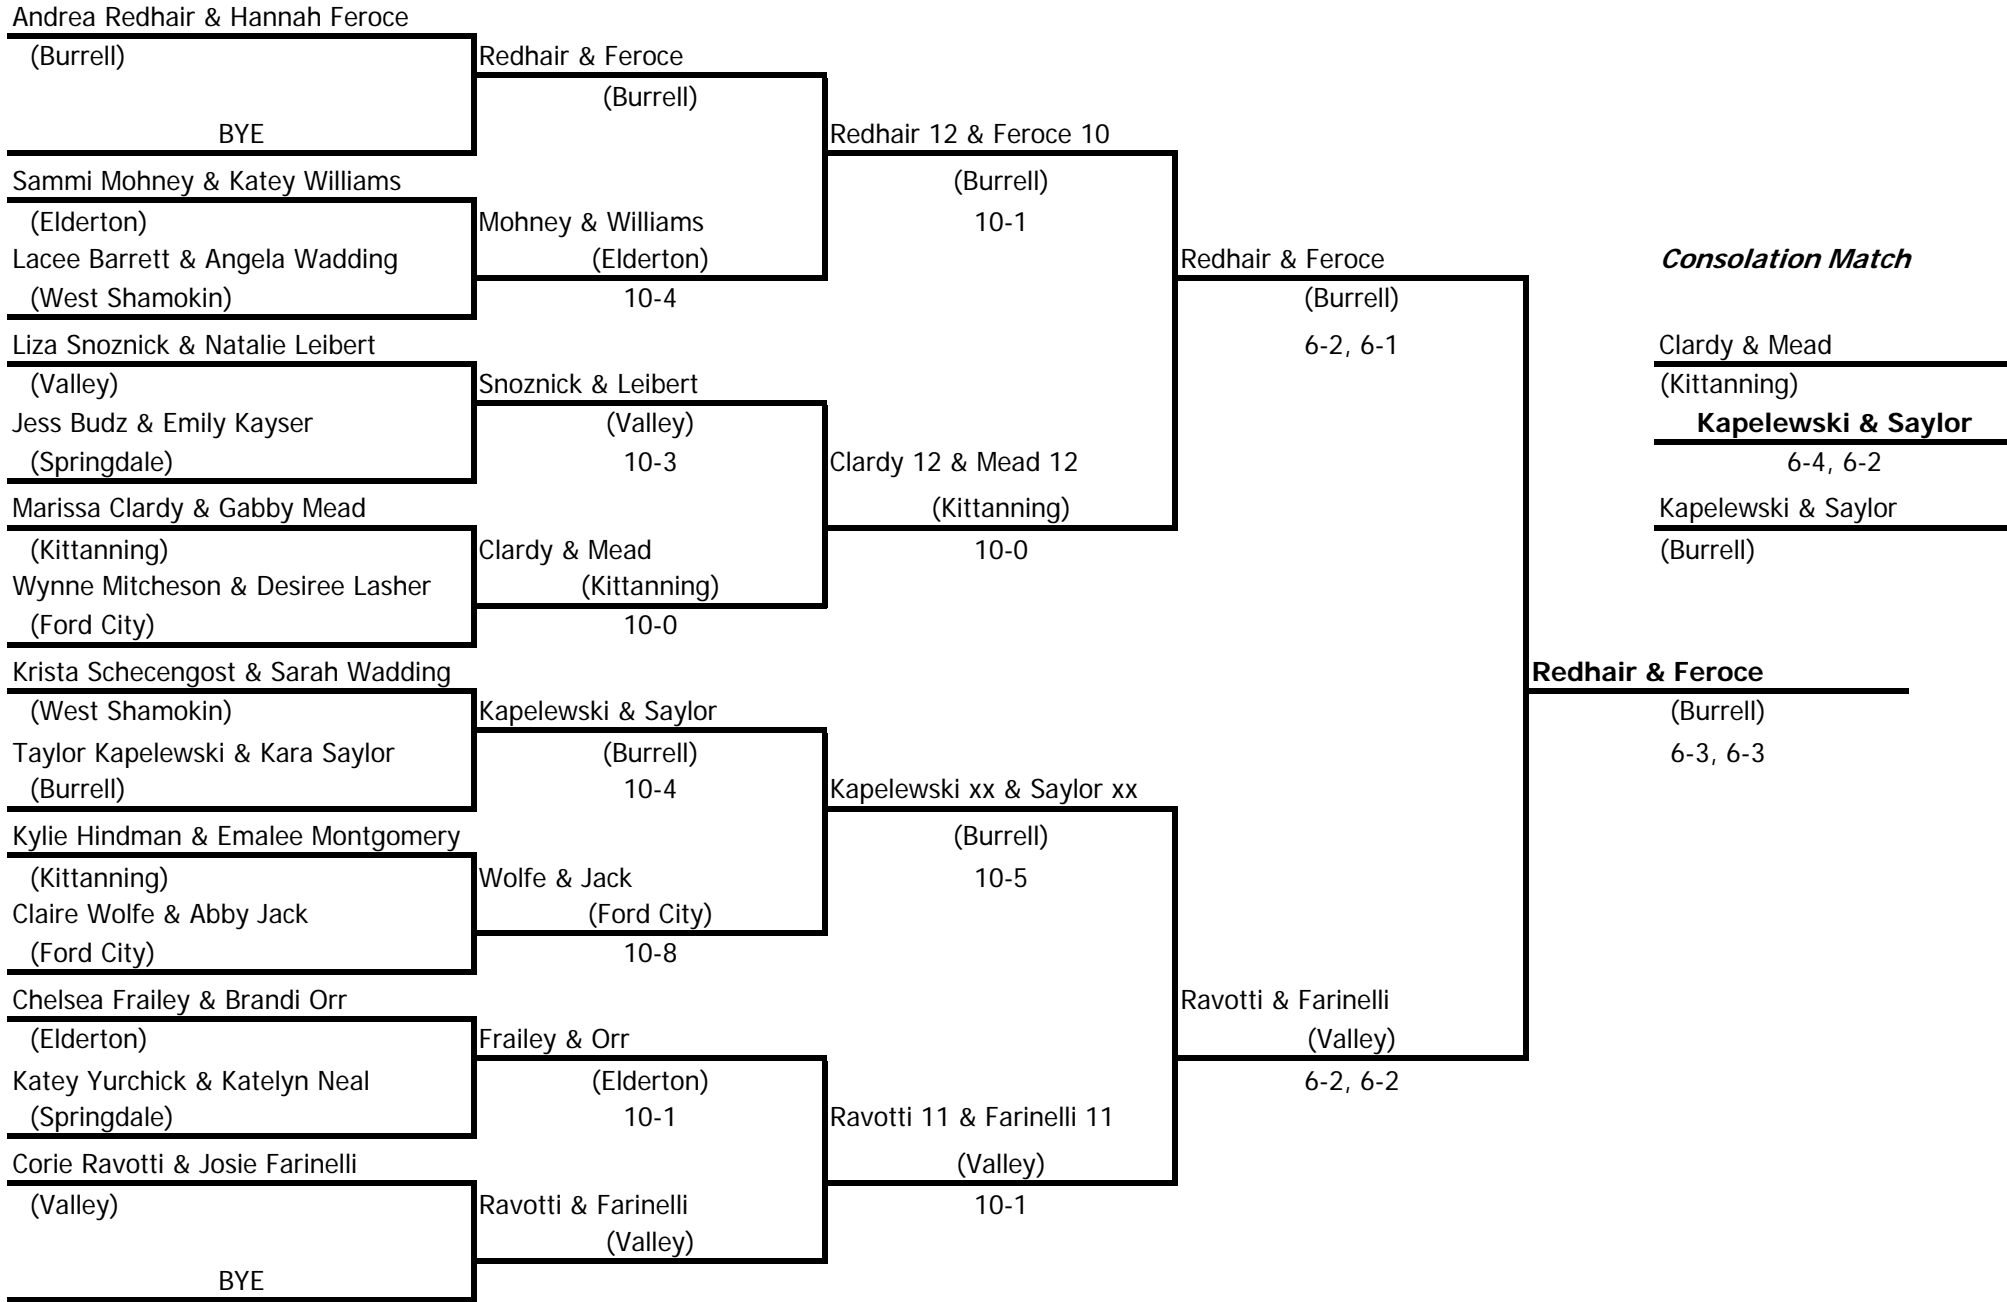 Andrea Redhair & Hannah Feroce
(Burrell)
BYE
Sammi Mohney & Katey Williams
(Elderton)
Lacee Barrett & Angela Wadding
(West Shamokin)
Liza Snoznick & Natalie Leibert
(Valley)
Jess Budz & Emily Kayser
(Springdale)
Marissa Clardy & Gabby Mead
(Kittanning)
Wynne Mitcheson & Desiree Lasher
(Ford City)
Krista Schecengost & Sarah Wadding
(West Shamokin)
Taylor Kapelewski & Kara Saylor
(Burrell)
Kylie Hindman & Emalee Montgomery
(Kittanning)
Claire Wolfe & Abby Jack
(Ford City)
Chelsea Frailey & Brandi Orr
(Elderton)
Katey Yurchick & Katelyn Neal
(Springdale)
Corie Ravotti & Josie Farinelli
(Valley)
BYE
Redhair & Feroce
(Burrell)
Mohney & Williams
(Elderton)
10-4
Snoznick & Leibert
(Valley)
10-3
Clardy & Mead
(Kittanning)
10-0
Kapelewski & Saylor
(Burrell)
10-4
Wolfe & Jack
(Ford City)
10-8
Frailey & Orr
(Elderton)
10-1
Ravotti & Farinelli
(Valley)
Redhair 12 & Feroce 10
(Burrell)
10-1
Clardy 12 & Mead 12
(Kittanning)
10-0
Kapelewski xx & Saylor xx
(Burrell)
10-5
Ravotti 11 & Farinelli 11
(Valley)
10-1
Redhair & Feroce
(Burrell)
6-2, 6-1
Ravotti & Farinelli
(Valley)
6-2, 6-2
Redhair & Feroce
(Burrell)
6-3, 6-3
Consolation Match
Clardy & Mead
(Kittanning)
Kapelewski & Saylor
6-4, 6-2
Kapelewski & Saylor
(Burrell)